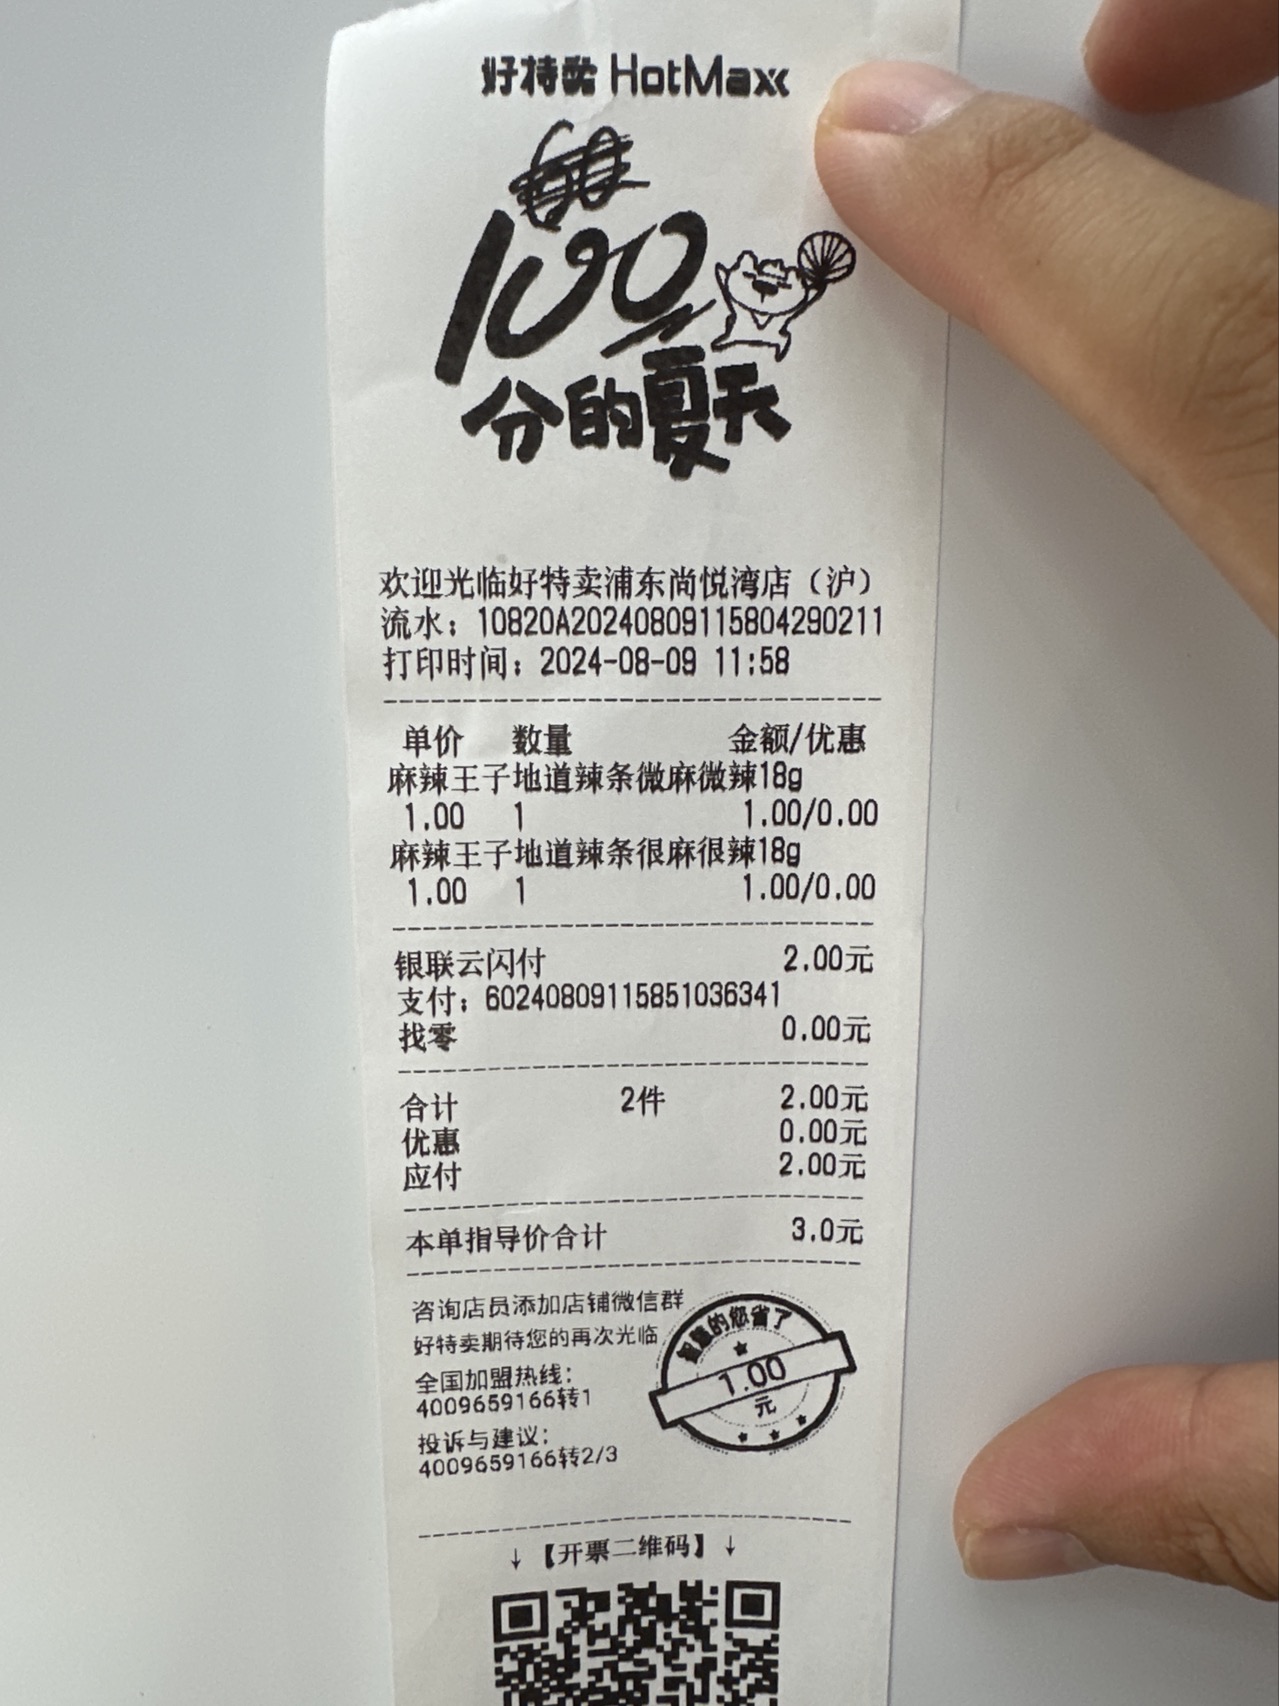 好特卖 HotMaxx
100
分的夏天
欢迎光临好特卖浦东尚悦湾店（沪）
流水：10820A20240809115804290211
打印时间：2024-08-09 11:58
单价 数量 金额/优惠
麻辣王子地道辣条微麻微辣18g
1.00 1 1.00/0.00
麻辣王子地道辣条很麻很辣18g
1.00 1 1.00/0.00
银联云闪付 2.00元
支付：60240809115851036341
找零 0.00元
合计 2件 2.00元
优惠 0.00元
应付 2.00元
本单指导价合计 3.0元
咨询店员添加店铺微信群
好特卖期待您的再次光临
全国加盟热线：
4009659166转1
投诉与建议：
4009659166转2/3
智慧的您省了
1.00
元
↓【开票二维码】↓